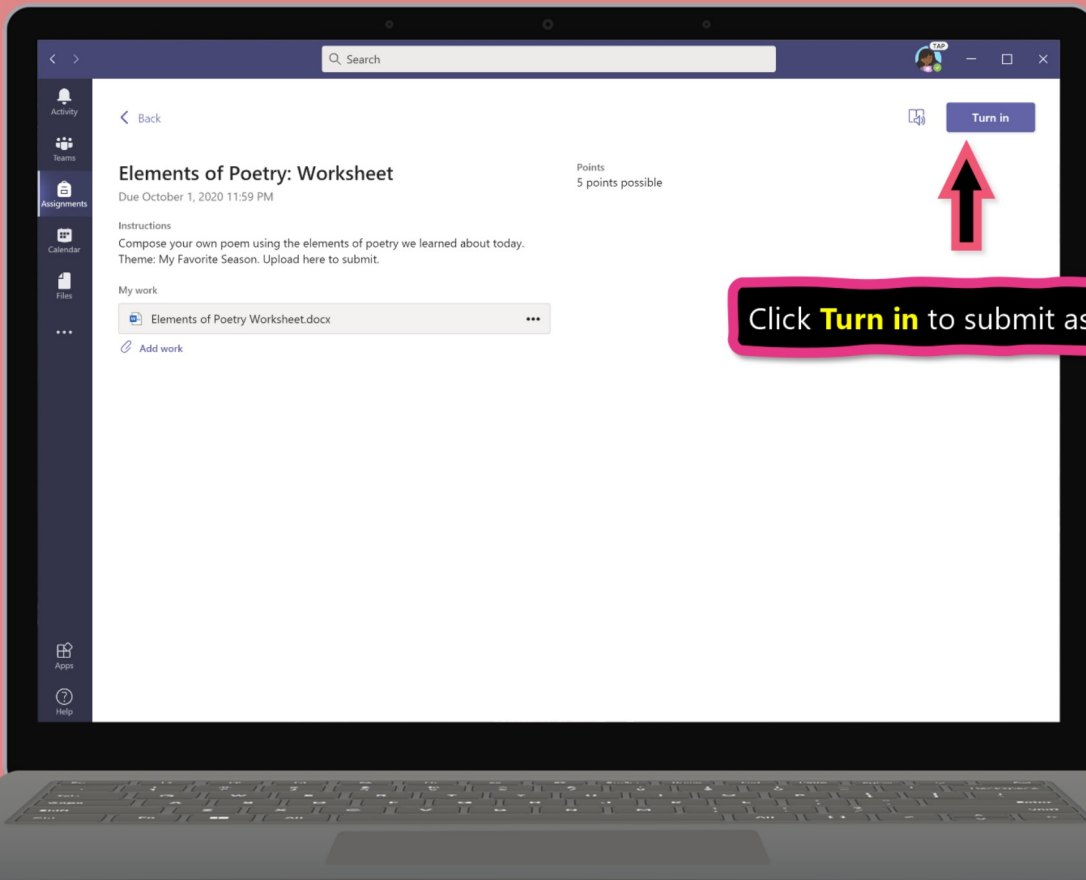 Search
TAP
Activity
Teams
Assignments
Calendar
Files
Apps
Help
Back
Turn in
Elements of Poetry: Worksheet
Due October 1, 2020 11:59 PM
Points
5 points possible
Instructions
Compose your own poem using the elements of poetry we learned about today.
Theme: My Favorite Season. Upload here to submit.
My work
Elements of Poetry Worksheet.docx
Add work
Click Turn in to submit as